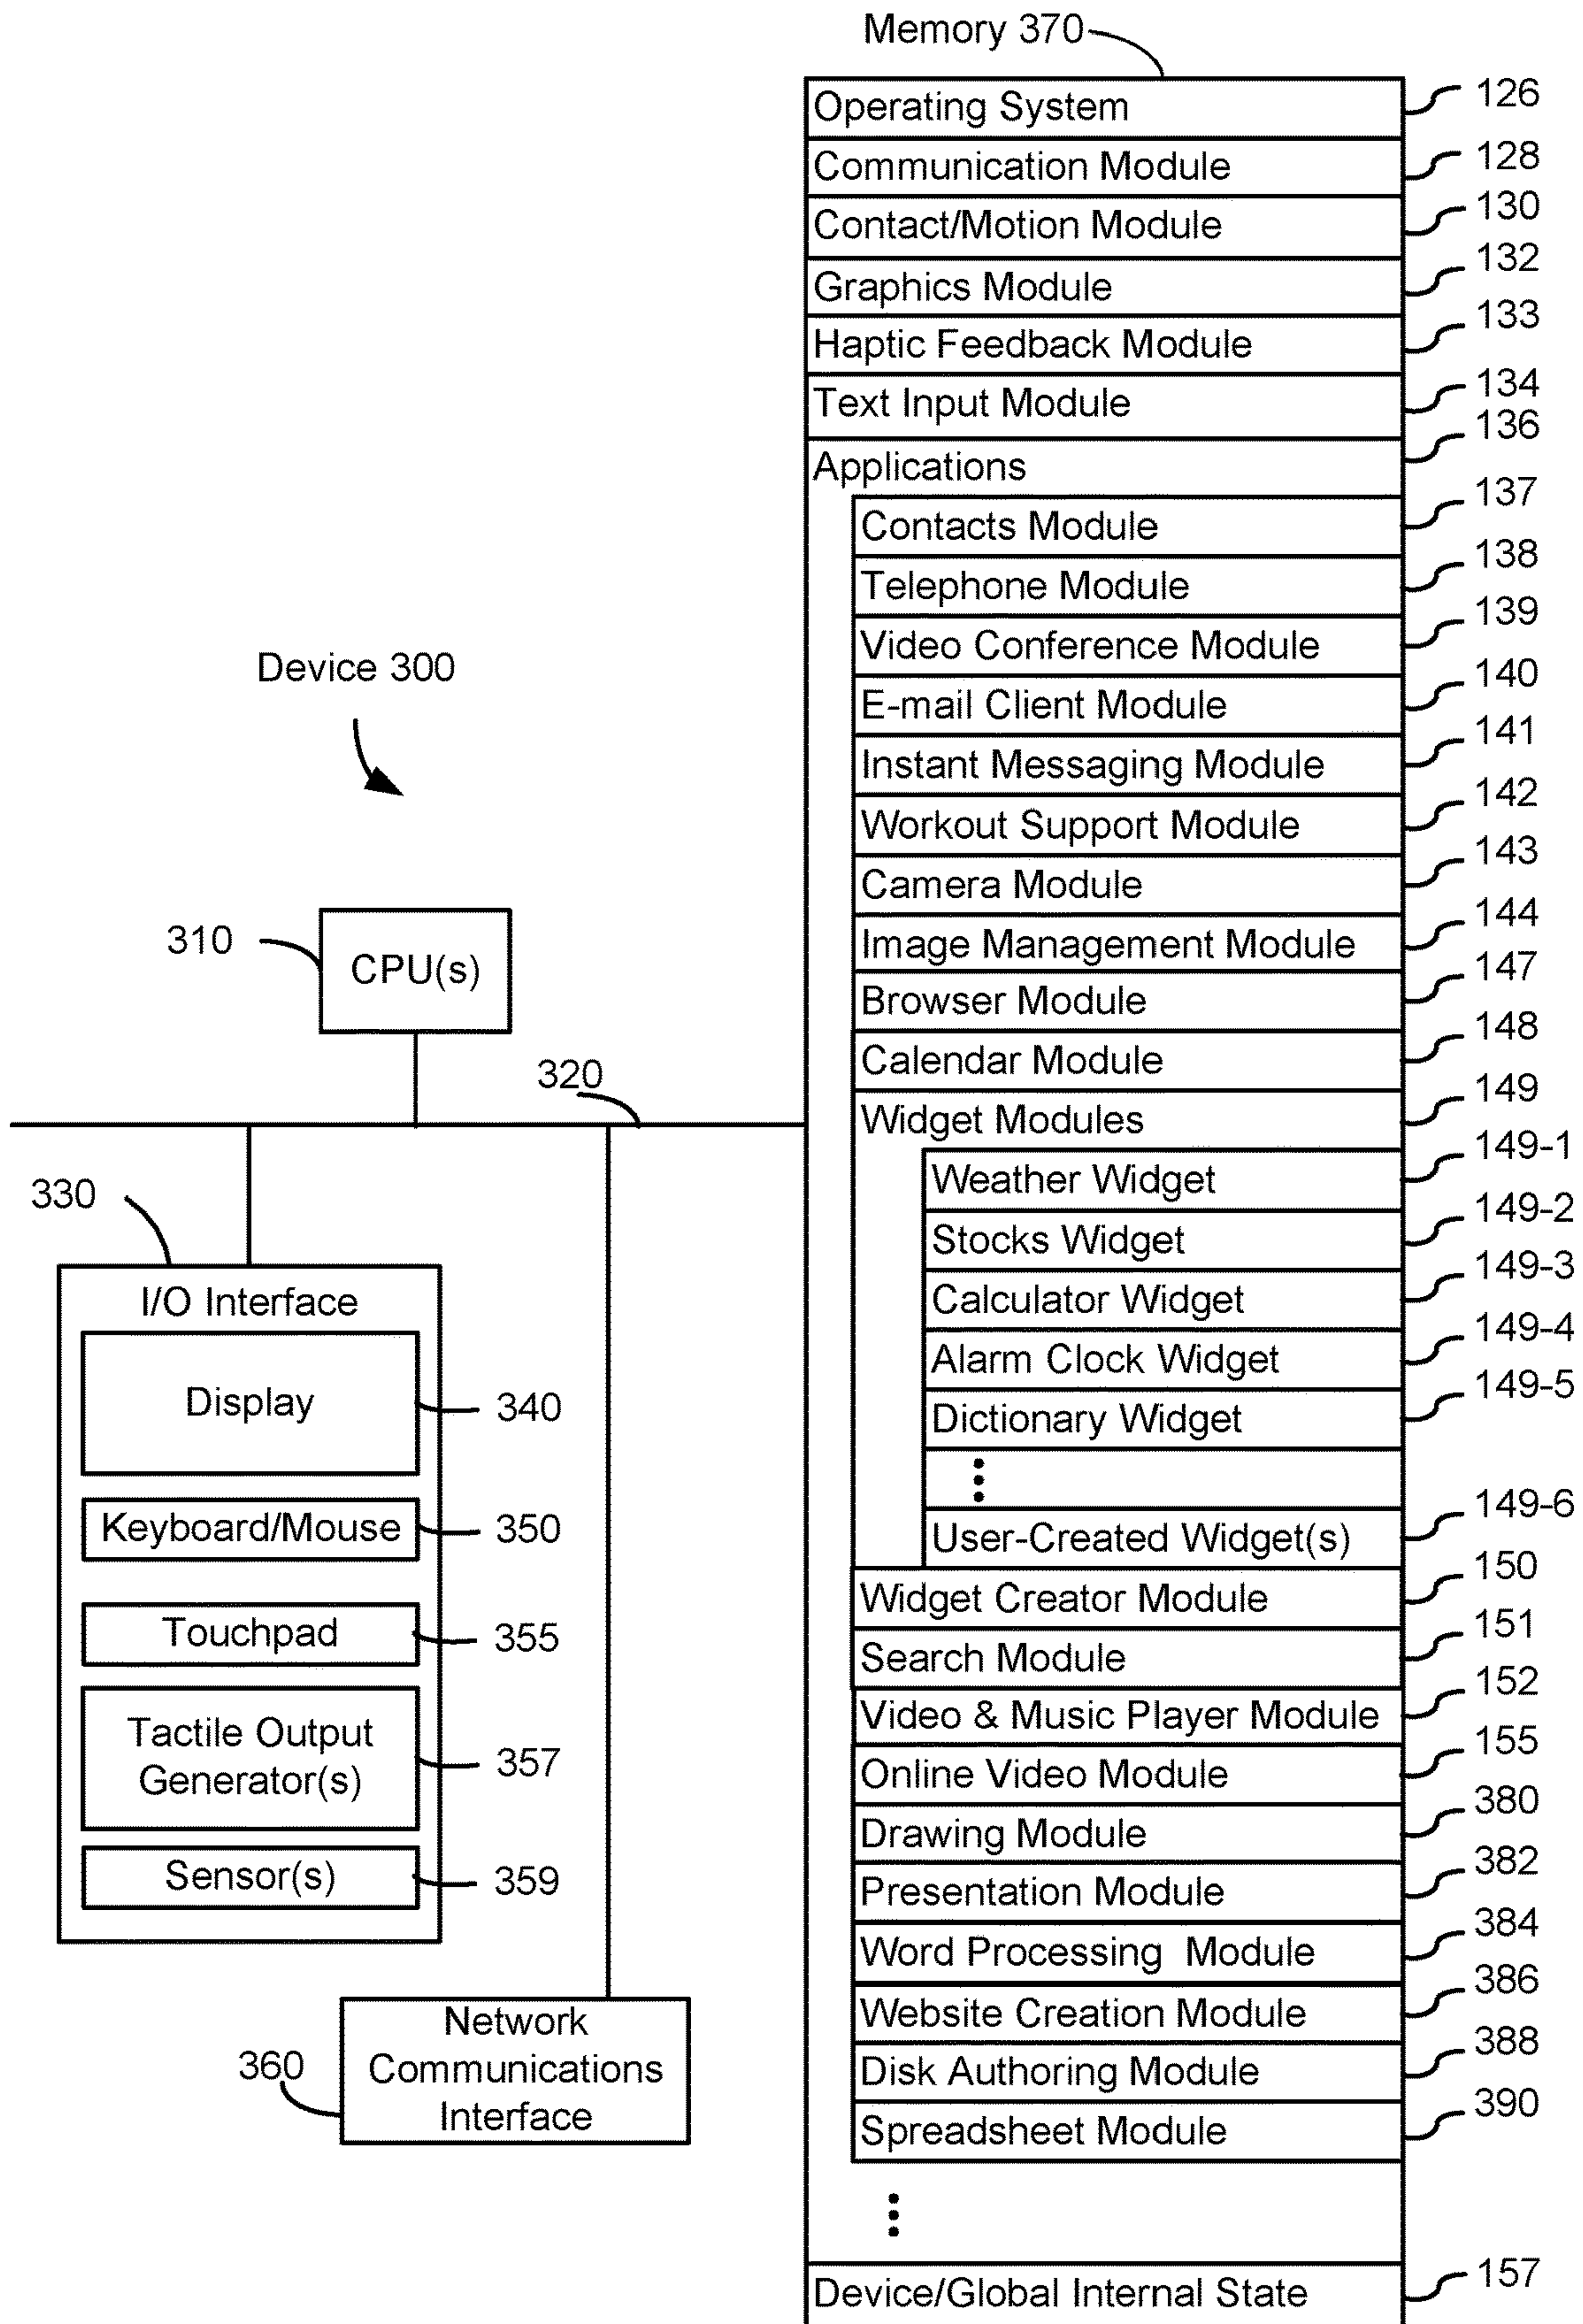 Memory 370
Operating System 126
Communication Module 128
Contact/Motion Module 130
Graphics Module 132
Haptic Feedback Module 133
Text Input Module 134
Applications 136
Contacts Module 137
Telephone Module 138
Video Conference Module 139
E-mail Client Module 140
Instant Messaging Module 141
Workout Support Module 142
Camera Module 143
Image Management Module 144
Browser Module 147
Calendar Module 148
Widget Modules 149
Weather Widget 149-1
Stocks Widget 149-2
Calculator Widget 149-3
Alarm Clock Widget 149-4
Dictionary Widget 149-5
User-Created Widget(s) 149-6
Widget Creator Module 150
Search Module 151
Video & Music Player Module 152
Online Video Module 155
Drawing Module 380
Presentation Module 382
Word Processing Module 384
Website Creation Module 386
Disk Authoring Module 388
Spreadsheet Module 390
Device/Global Internal State 157
Device 300
310
CPU(s)
320
330
I/O Interface
Display 340
Keyboard/Mouse 350
Touchpad 355
Tactile Output
Generator(s) 357
Sensor(s) 359
360
Network
Communications
Interface